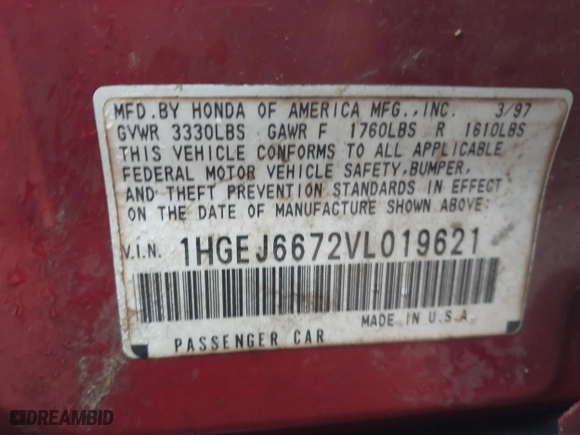 MFD. BY HONDA OF AMERICA MFG., INC. 3/97
GVWR 3330LBS GAWR F 1760LBS R 1610LBS
THIS VEHICLE CONFORMS TO ALL APPLICABLE
FEDERAL MOTOR VEHICLE SAFETY, BUMPER,
AND THEFT PREVENTION STANDARDS IN EFFECT
ON THE DATE OF MANUFACTURE SHOWN ABOVE:
V.I.N. 1HGEJ6672VL019621
MADE IN U.S.A.
PASSENGER CAR
DREAMBID